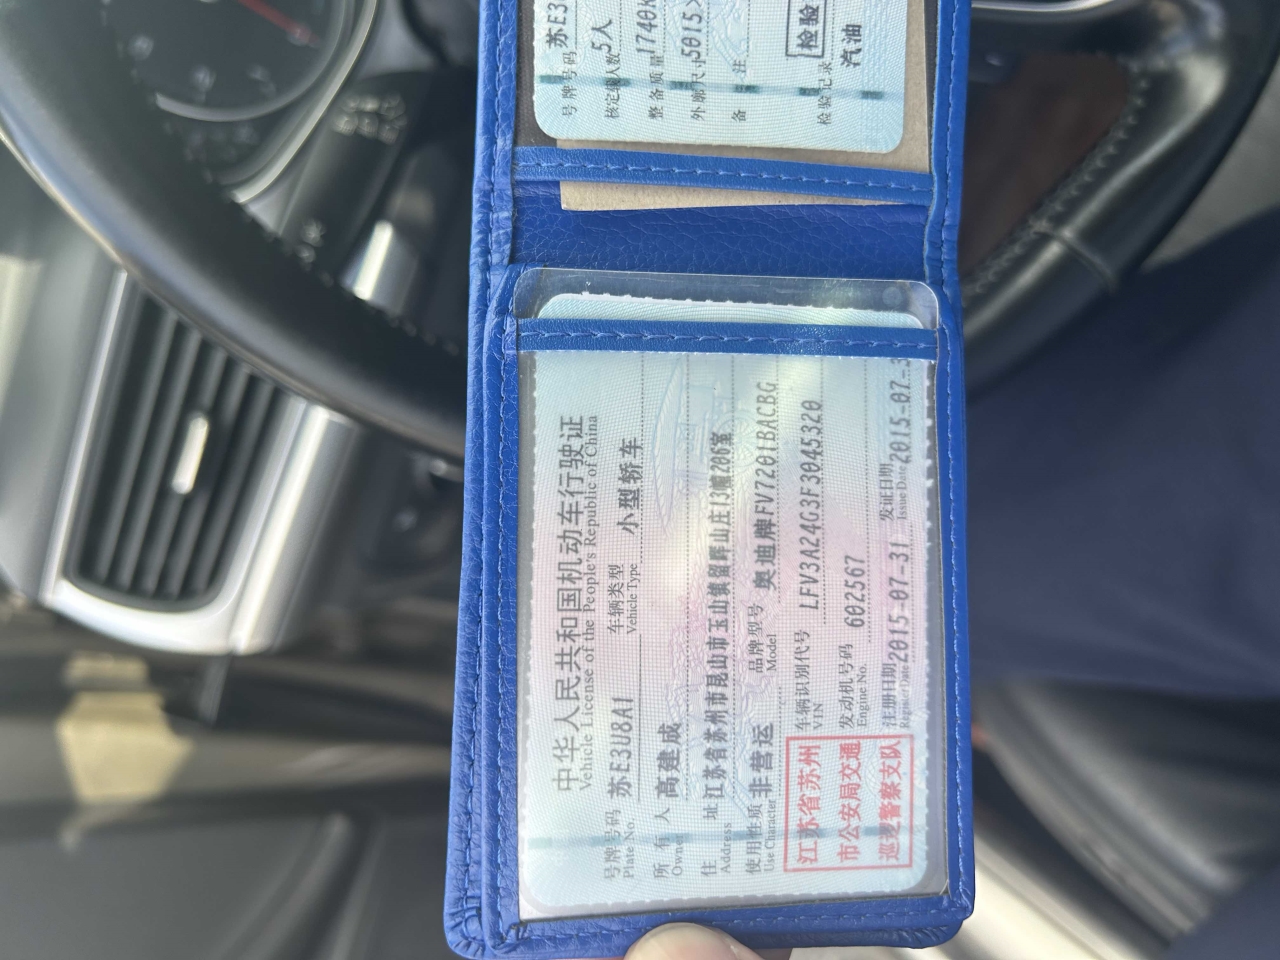 中华人民共和国机动车行驶证
Vehicle License of the People's Republic of China
号牌号码 苏E3U8A1 车辆类型 小型轿车
Plate No. Vehicle Type
所有人 高建成
Owner
住址 江苏省苏州市昆山市玉山镇留晖山庄13幢206室
Address
使用性质 非营运 品牌型号 奥迪牌FV7201BACBG
Use Character Model
江苏省苏州
市公安局交通
巡逻警察支队
车辆识别代号 LFV3A24G3F3045320
VIN
发动机号码 602567
Engine No.
注册日期 2015-07-31 发证日期 2015-07-3
Register Date Issue Date
号牌号码 苏E3
核定载人数 5人
整备质量 1740k
外廓尺寸 5015X
备注
检验记录 检验
汽油